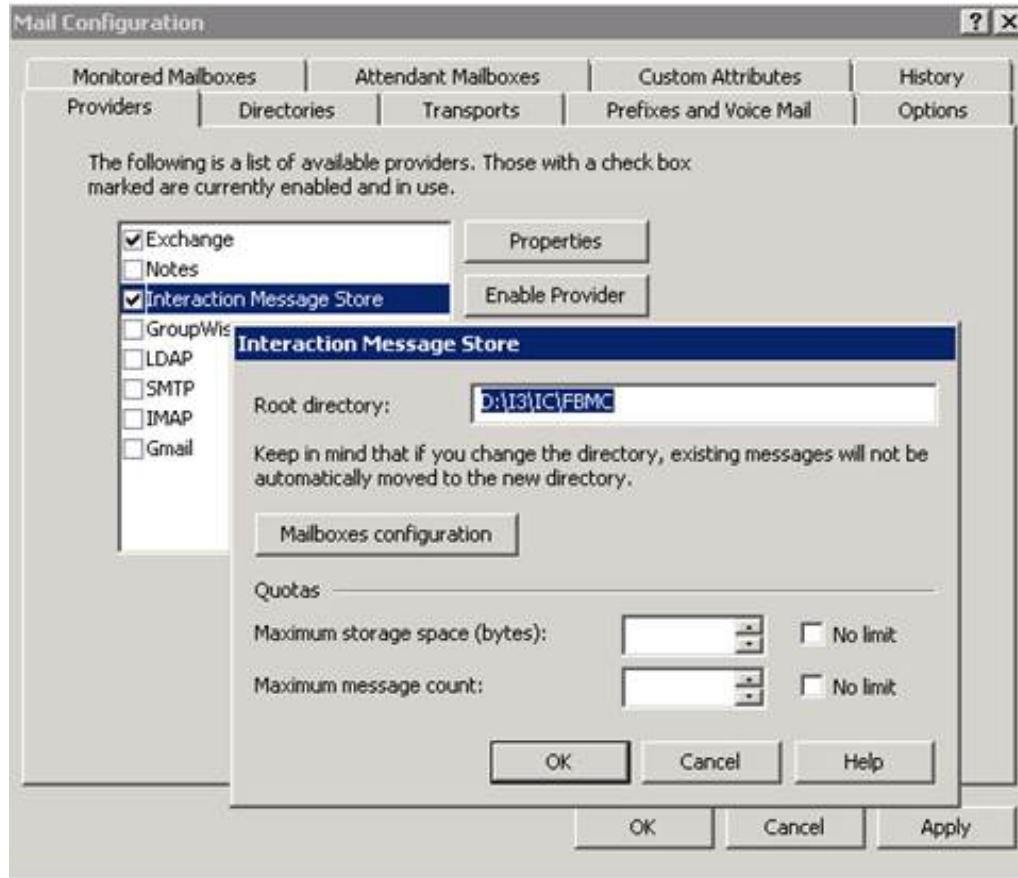 Mail Configuration
Monitored Mailboxes
Attendant Mailboxes
Custom Attributes
History
Providers
Directories
Transports
Prefixes and Voice Mail
Options
The following is a list of available providers. Those with a check box
marked are currently enabled and in use.
Exchange
Properties
Notes
Interaction Message Store
Enable Provider
LDAP
SMTP
IMAP
Gmail
Interaction Message Store
Root directory:
D:\I3\IC\FBMC
Keep in mind that if you change the directory, existing messages will not be
automatically moved to the new directory.
Mailboxes configuration
Quotas
Maximum storage space (bytes):
No limit
Maximum message count:
No limit
OK
Cancel
Help
OK
Cancel
Apply